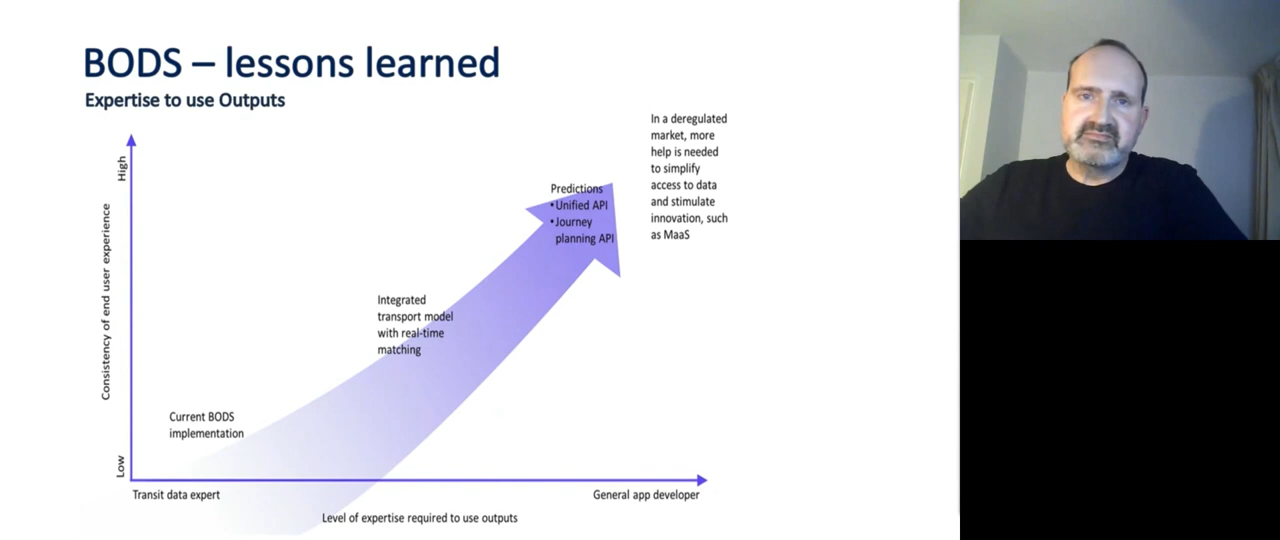 BODS – lessons learned
Expertise to use Outputs
In a deregulated
market, more
help is needed
to simplify
access to data
and stimulate
innovation, such
as MaaS
High
Predictions
•Unified API
•Journey
planning API
Consistency of end user experience
Integrated
transport model
with real-time
matching
Current BODS
implementation
Low
Transit data expert
General app developer
Level of expertise required to use outputs